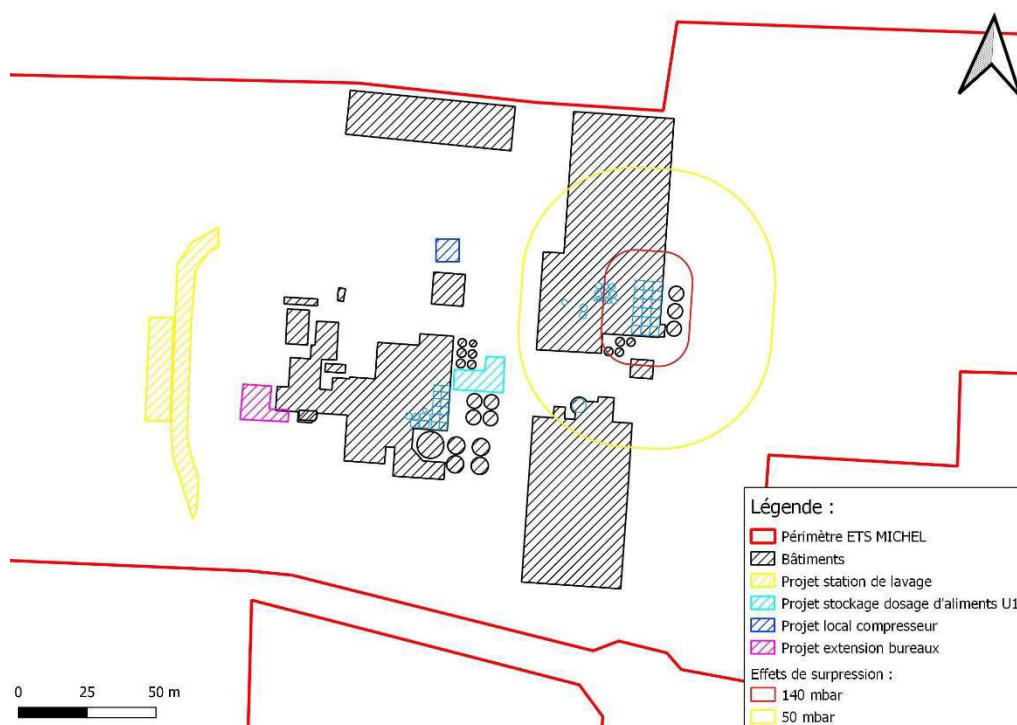 Légende :
Périmètre ETS MICHEL
Bâtiments
Projet station de lavage
Projet stockage dosage d'aliments U1
Projet local compresseur
Projet extension bureaux
Effets de surpression :
140 mbar
50 mbar
0 25 50 m